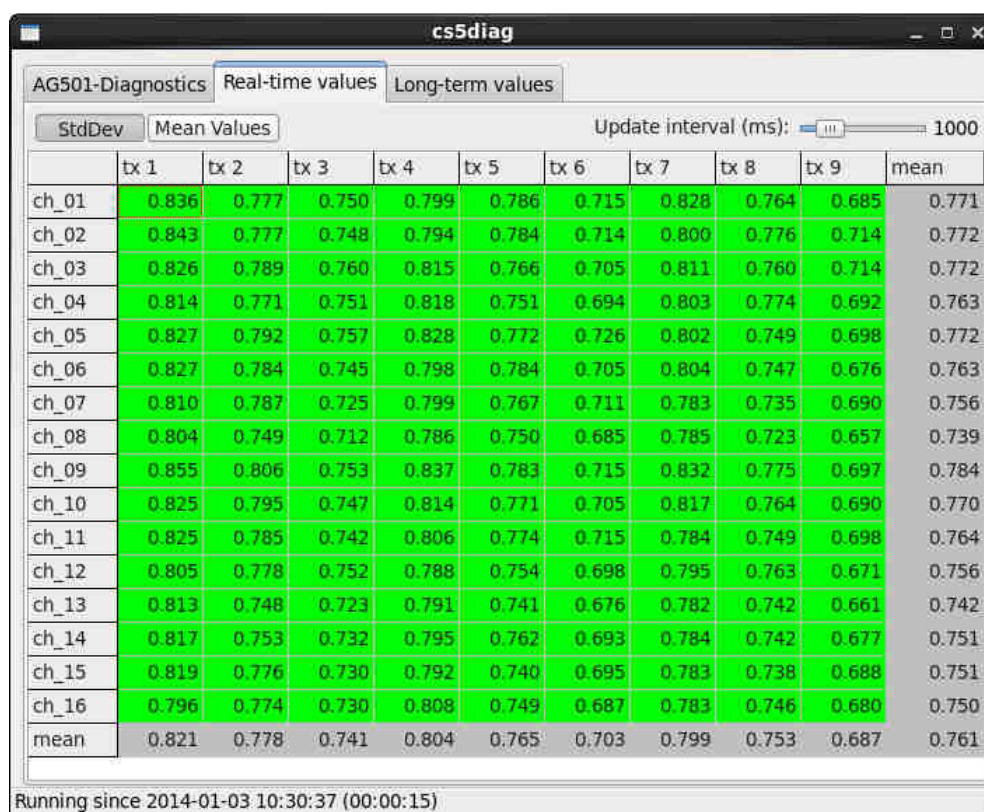 cs5diag
AG501-Diagnostics Real-time values Long-term values
StdDev Mean Values Update interval (ms): 1000
tx 1 tx 2 tx 3 tx 4 tx 5 tx 6 tx 7 tx 8 tx 9 mean
ch_01 0.836 0.777 0.750 0.799 0.786 0.715 0.828 0.764 0.685 0.771
ch_02 0.843 0.777 0.748 0.794 0.784 0.714 0.800 0.776 0.714 0.772
ch_03 0.826 0.789 0.760 0.815 0.766 0.705 0.811 0.760 0.714 0.772
ch_04 0.814 0.771 0.751 0.818 0.751 0.694 0.803 0.774 0.692 0.763
ch_05 0.827 0.792 0.757 0.828 0.772 0.726 0.802 0.749 0.698 0.772
ch_06 0.827 0.784 0.745 0.798 0.784 0.705 0.804 0.747 0.676 0.763
ch_07 0.810 0.787 0.725 0.799 0.767 0.711 0.783 0.735 0.690 0.756
ch_08 0.804 0.749 0.712 0.786 0.750 0.685 0.785 0.723 0.657 0.739
ch_09 0.855 0.806 0.753 0.837 0.783 0.715 0.832 0.775 0.697 0.784
ch_10 0.825 0.795 0.747 0.814 0.771 0.705 0.817 0.764 0.690 0.770
ch_11 0.825 0.785 0.742 0.806 0.774 0.715 0.784 0.749 0.698 0.764
ch_12 0.805 0.778 0.752 0.788 0.754 0.698 0.795 0.763 0.671 0.756
ch_13 0.813 0.748 0.723 0.791 0.741 0.676 0.782 0.742 0.661 0.742
ch_14 0.817 0.753 0.732 0.795 0.762 0.693 0.784 0.742 0.677 0.751
ch_15 0.819 0.776 0.730 0.792 0.740 0.695 0.783 0.738 0.688 0.751
ch_16 0.796 0.774 0.730 0.808 0.749 0.687 0.783 0.746 0.680 0.750
mean 0.821 0.778 0.741 0.804 0.765 0.703 0.799 0.753 0.687 0.761
Running since 2014-01-03 10:30:37 (00:00:15)